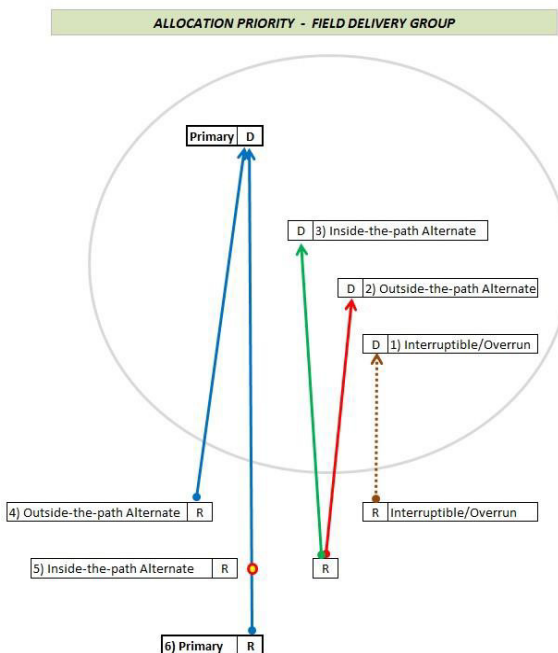 ALLOCATION PRIORITY - FIELD DELIVERY GROUP
Primary D
D 3) Inside-the-path Alternate
D 2) Outside-the-path Alternate
D 1) Interruptible/Overrun
4) Outside-the-path Alternate R
R Interruptible/Overrun
5) Inside-the-path Alternate R
R
6) Primary R